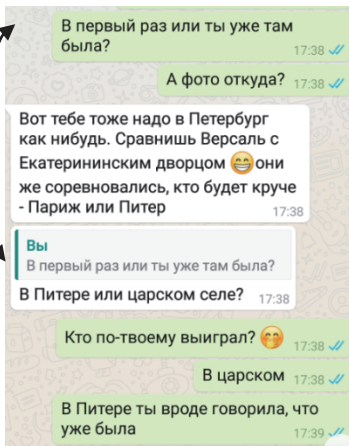 В первый раз или ты уже там
была?
17:38
А фото откуда? 17:38
Вот тебе тоже надо в Петербург
как нибудь. Сравнишь Версаль с
Екатерининским дворцом 😁они
же соревновались, кто будет круче
- Париж или Питер
17:38
Вы
В первый раз или ты уже там была?
В Питере или царском селе? 17:38
Кто по-твоему выиграл? 🤭 17:38
В царском 17:38
В Питере ты вроде говорила, что
уже была
17:39